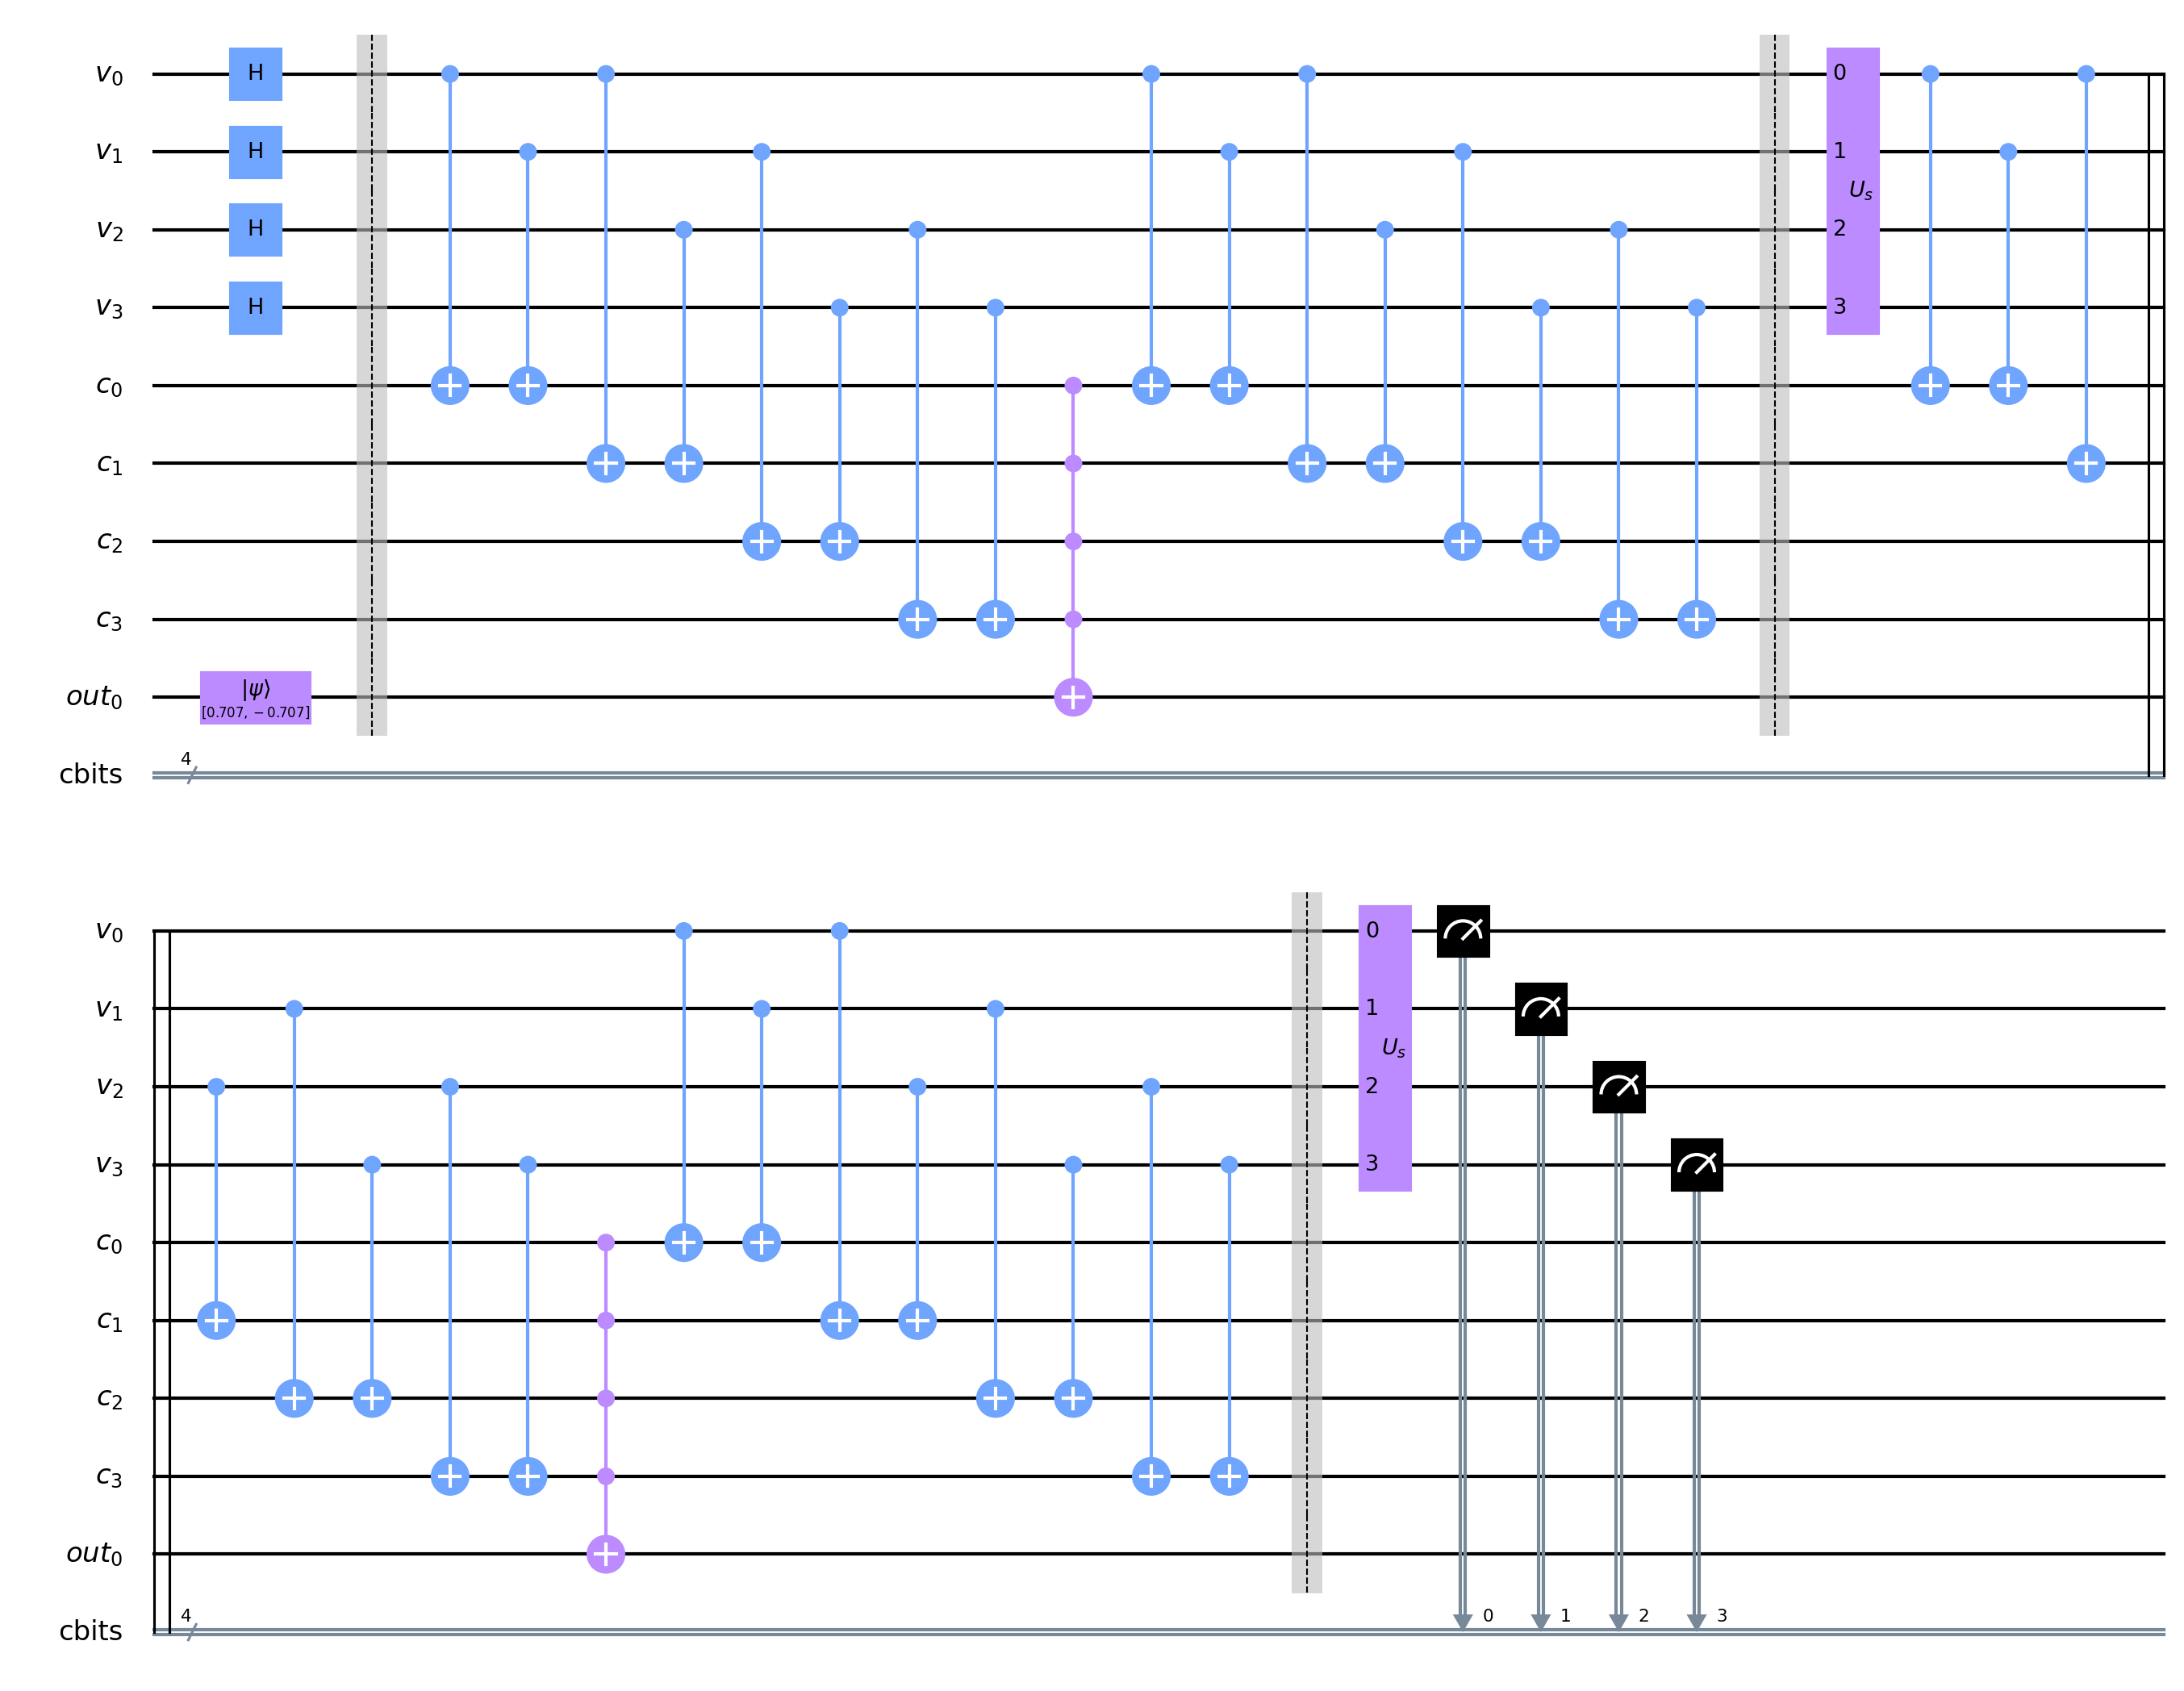 v₀ H 0
v₁ H 1
Uₛ
v₂ H 2
v₃ H 3
c₀
c₁
c₂
c₃
out₀ |ψ⟩
[0.707, −0.707]
cbits 4
v₀ 0
v₁ 1
Uₛ
v₂ 2
v₃ 3
c₀
c₁
c₂
c₃
out₀
cbits 4 0 1 2 3